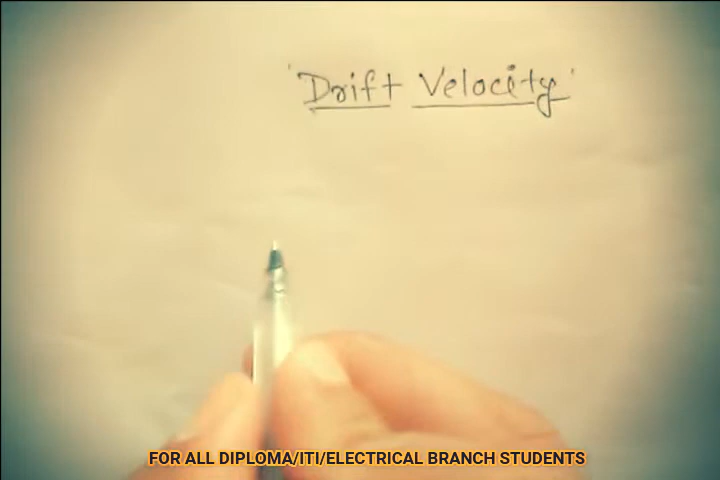 'Drift Velocity'
FOR ALL DIPLOMA/ITI/ELECTRICAL BRANCH STUDENTS